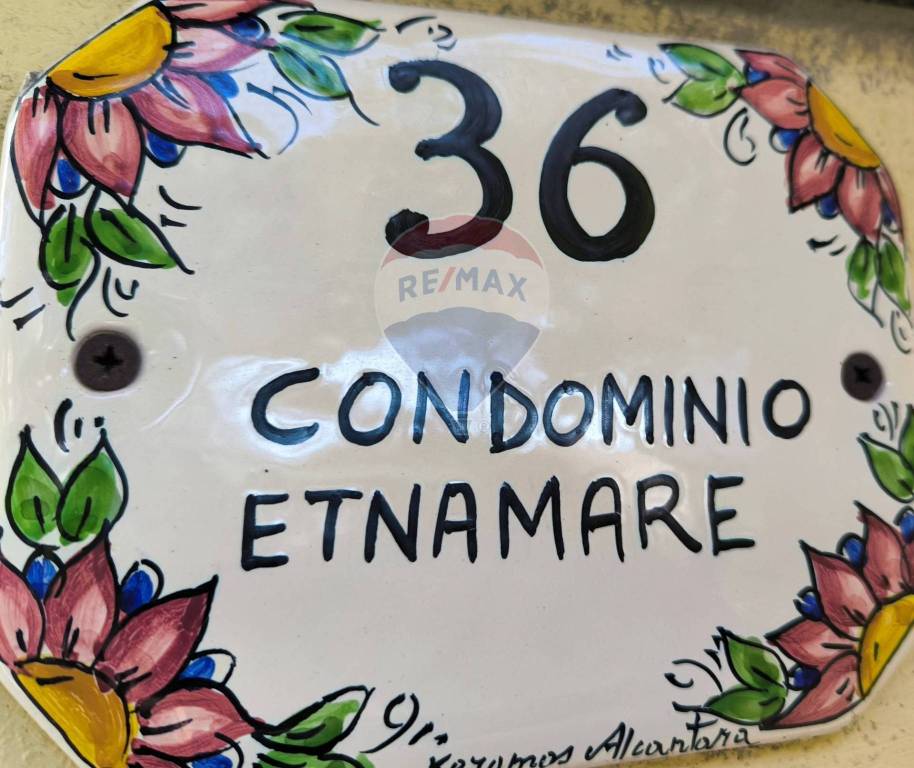 36
RE/MAX
CONDOMINIO
ETNAMARE
Keramos Alcantara